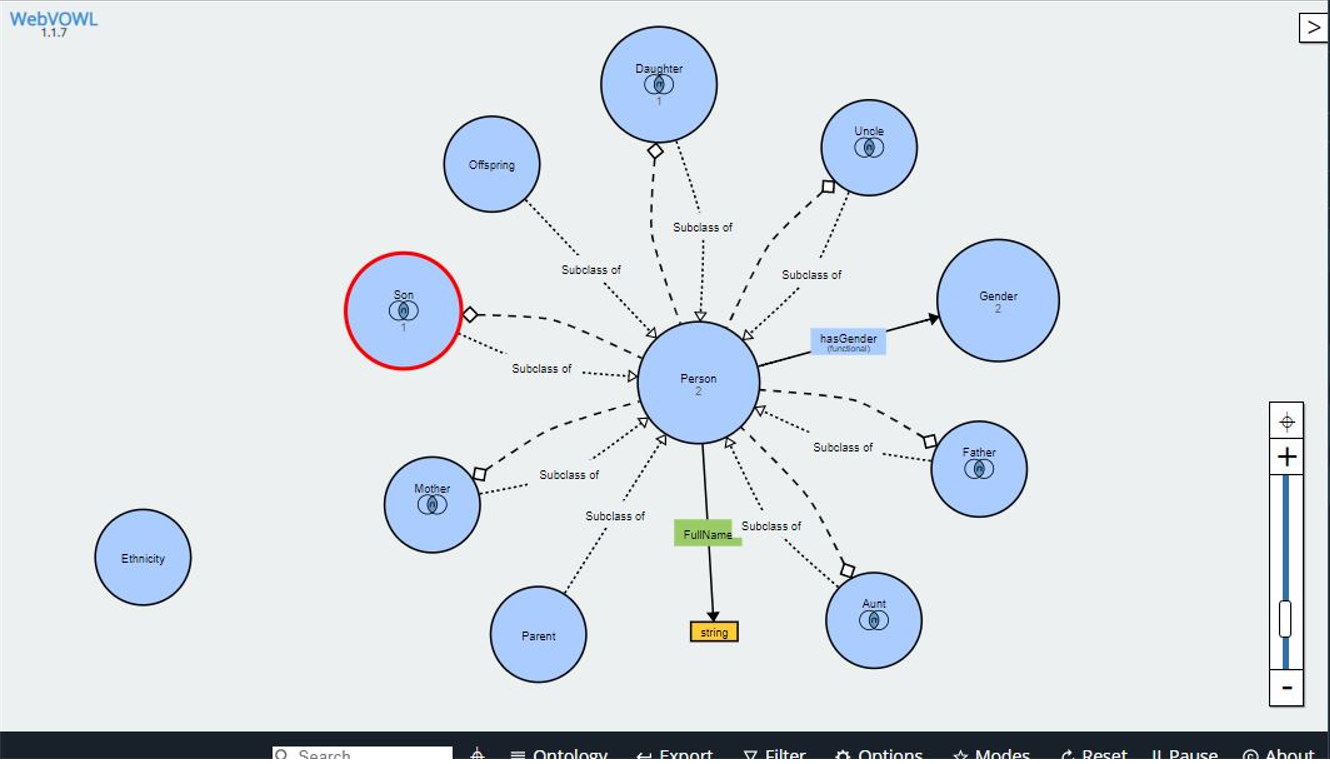 WebVOWL
1.1.7
>
Daughter
1
Uncle
Offspring
Subclass of
Subclass of
Subclass of
Son
1
Gender
2
hasGender
(functional)
Subclass of
Person
2
Subclass of
Father
Subclass of
Mother
+
Subclass of
Subclass of
FullName
Ethnicity
Aunt
Parent
string
-
Search
Ontology
Export
Filter
Options
Modes
Reset
Pause
About